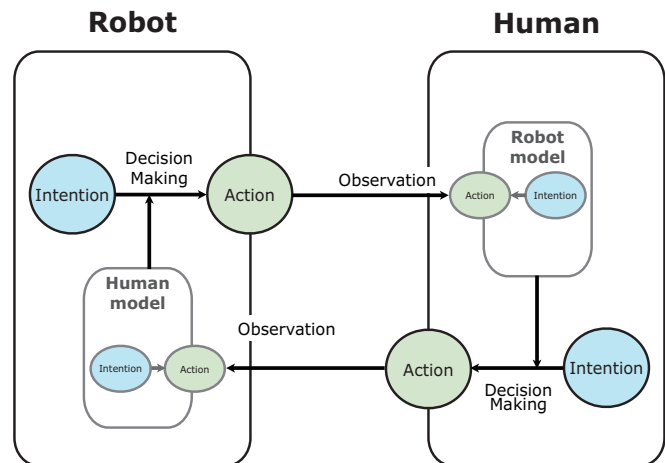 Robot
Human
Decision
Making
Intention
Action
Observation
Robot
model
Action
Intention
Human
model
Intention
Action
Observation
Action
Decision
Making
Intention